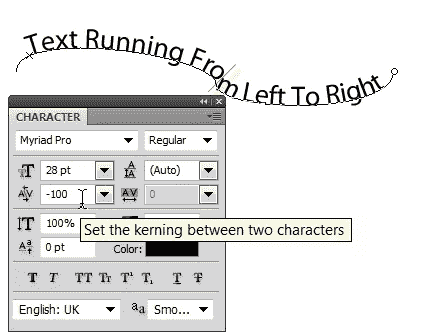 Text Running From Left To Right
CHARACTER
Myriad Pro Regular
28 pt (Auto)
-100 0
100%
Set the kerning between two characters
0 pt Color:
T T TT Tr T¹ T₁ T T
English: UK aa Smo...